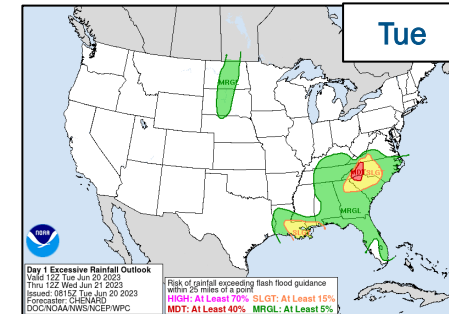 Tue
MRGL
MDT
SLGT
MRGL
SLGT
NOAA
Day 1 Excessive Rainfall Outlook
Valid 12Z Tue Jun 20 2023
Thru 12Z Wed Jun 21 2023
Issued: 0815Z Tue Jun 20 2023
Forecaster: CHENARD
DOC/NOAA/NWS/NCEP/WPC
Risk of rainfall exceeding flash flood guidance
within 25 miles of a point
HIGH: At Least 70% SLGT: At Least 15%
MDT: At Least 40% MRGL: At Least 5%